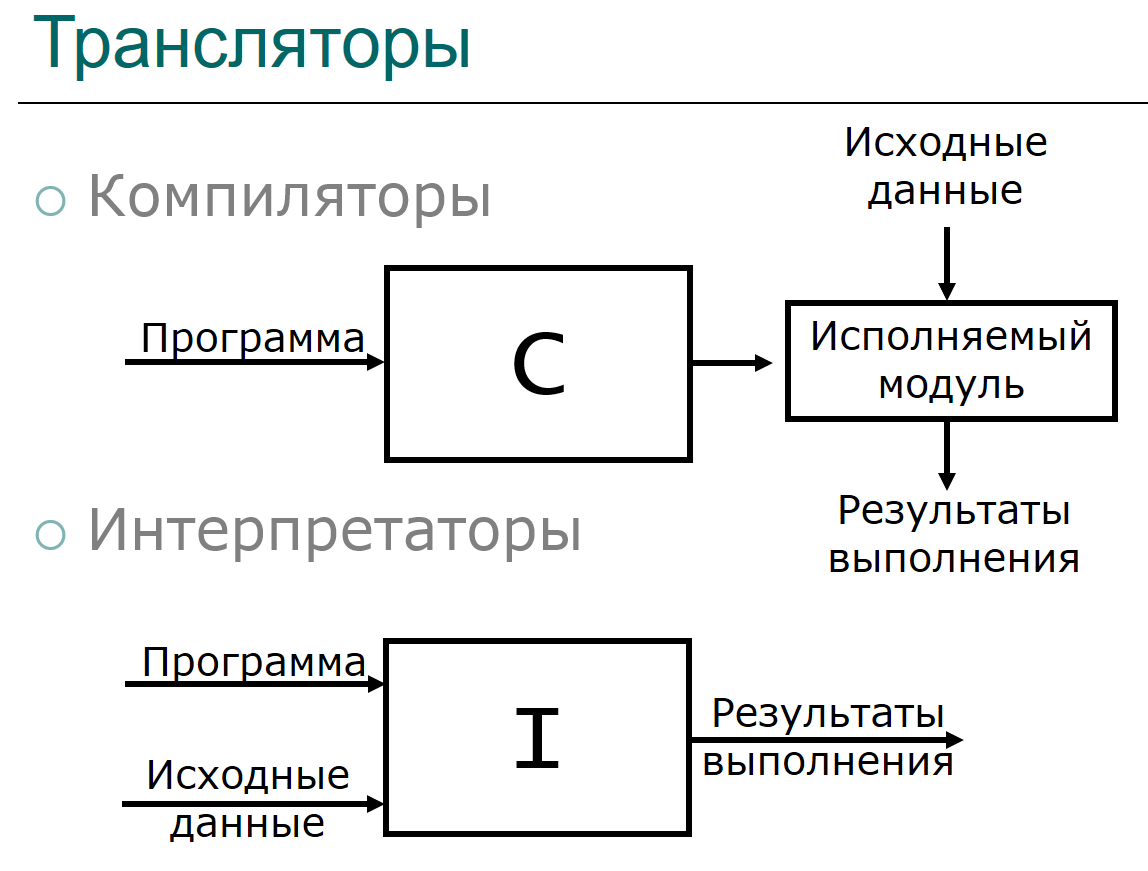 Трансляторы
Компиляторы
Исходные
данные
Программа
C
Исполняемый
модуль
Результаты
выполнения
Интерпретаторы
Программа
Исходные
данные
I
Результаты
выполнения